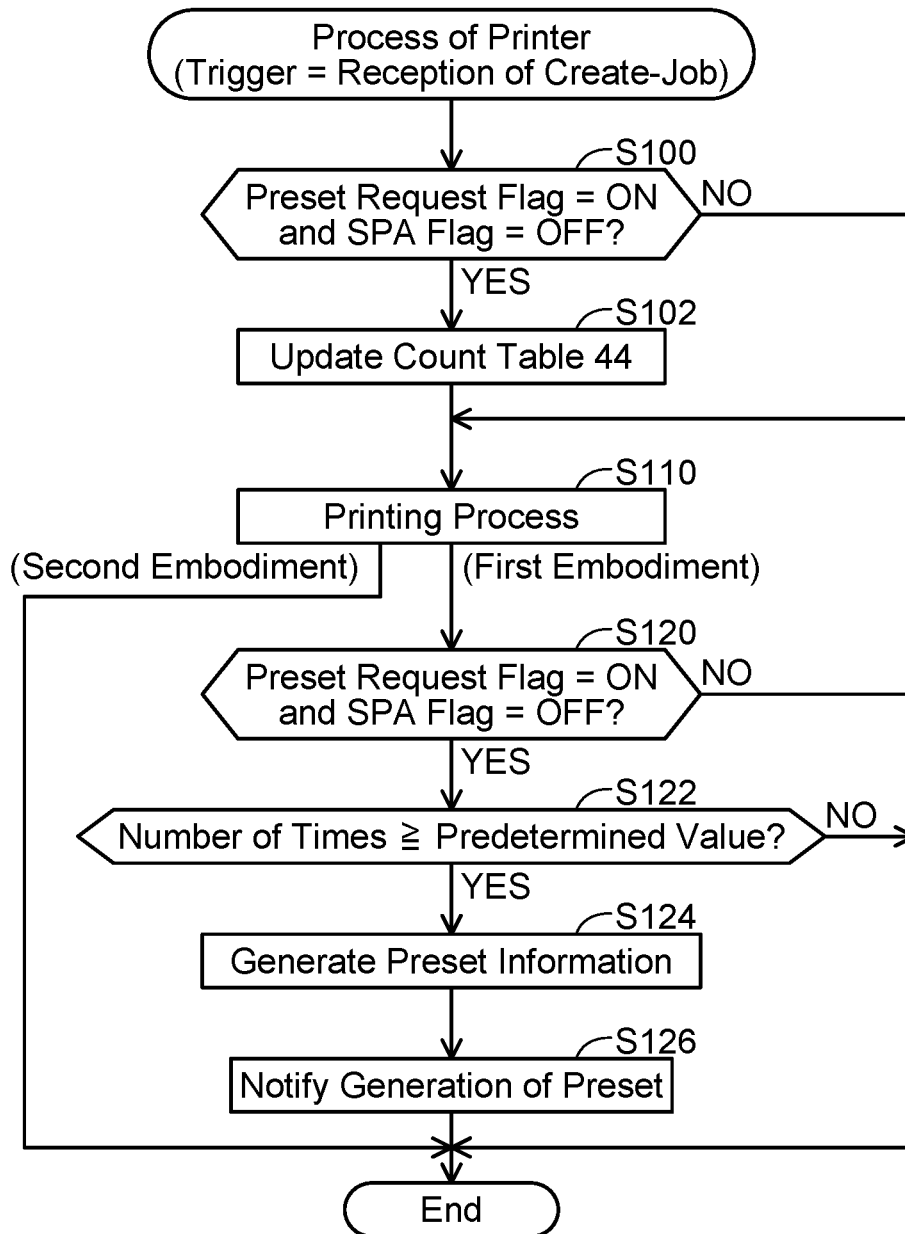 Process of Printer
(Trigger = Reception of Create-Job)
S100
Preset Request Flag = ON
and SPA Flag = OFF?
NO
YES
S102
Update Count Table 44
S110
Printing Process
(Second Embodiment)
(First Embodiment)
S120
Preset Request Flag = ON
and SPA Flag = OFF?
NO
YES
S122
Number of Times ≧ Predetermined Value?
NO
YES
S124
Generate Preset Information
S126
Notify Generation of Preset
End